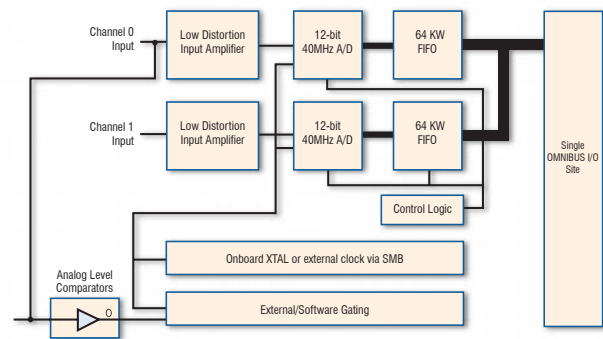 Channel 0
Input
Low Distortion
Input Amplifier
12-bit
40MHz A/D
64 KW
FIFO
Channel 1
Input
Low Distortion
Input Amplifier
12-bit
40MHz A/D
64 KW
FIFO
Single
OMNIBUS I/O
Site
Control Logic
Onboard XTAL or external clock via SMB
Analog Level
Comparators
O
External/Software Gating